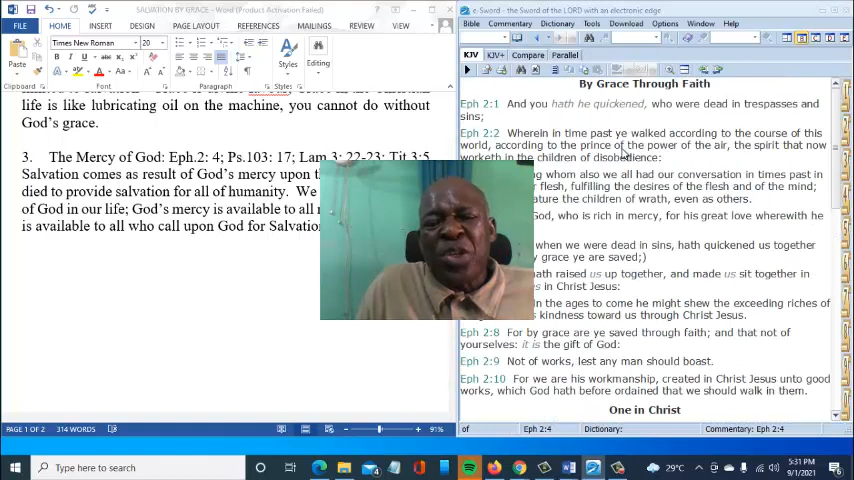 SALVATION BY GRACE - Word (Product Activation Failed)
FILE HOME INSERT DESIGN PAGE LAYOUT REFERENCES MAILINGS REVIEW VIEW
Times New Roman 20
Paste
Styles
Editing
Clipboard Font Paragraph Styles
life is like lubricating oil on the machine, you cannot do without
God's grace.
3. The Mercy of God: Eph.2: 4; Ps.103: 17; Lam 3: 22-23; Tit 3:5
Salvation comes as result of God's mercy upon
died to provide salvation for all of humanity. We
of God in our life; God's mercy is available to all
is available to all who call upon God for Salvation
PAGE 1 OF 2 314 WORDS 91%
e-Sword - the Sword of the LORD with an electronic edge
Bible Commentary Dictionary Tools Download Options Window Help
KJV KJV+ Compare Parallel
By Grace Through Faith
Eph 2:1 And you hath he quickened, who were dead in trespasses and
sins;
Eph 2:2 Wherein in time past ye walked according to the course of this
world, according to the prince of the power of the air, the spirit that now
worketh in the children of disobedience:
ng whom also we all had our conversation in times past in
r flesh, fulfilling the desires of the flesh and of the mind;
ature the children of wrath, even as others.
God, who is rich in mercy, for his great love wherewith he
when we were dead in sins, hath quickened us together
y grace ye are saved;)
hath raised us up together, and made us sit together in
s in Christ Jesus:
in the ages to come he might shew the exceeding riches of
s kindness toward us through Christ Jesus.
Eph 2:8 For by grace are ye saved through faith; and that not of
yourselves: it is the gift of God:
Eph 2:9 Not of works, lest any man should boast.
Eph 2:10 For we are his workmanship, created in Christ Jesus unto good
works, which God hath before ordained that we should walk in them.
One in Christ
of Eph 2:4 Dictionary: Commentary: Eph 2:4
Type here to search
29°C
5:31 PM
9/1/2021